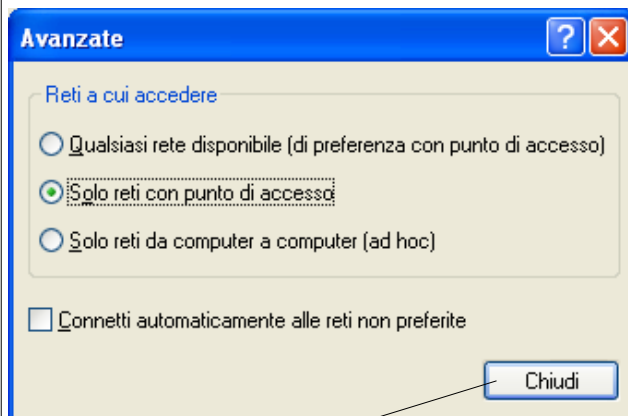 Avanzate
Reti a cui accedere
Qualsiasi rete disponibile (di preferenza con punto di accesso)
Solo reti con punto di accesso
Solo reti da computer a computer (ad hoc)
Connetti automaticamente alle reti non preferite
Chiudi